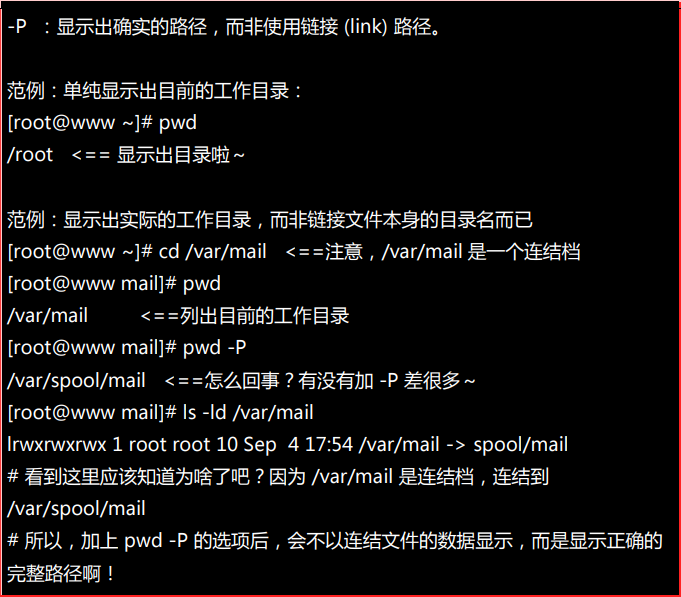 -P ：显示出确实的路径，而非使用链接 (link) 路径。
范例：单纯显示出目前的工作目录：
[root@www ~]# pwd
/root <== 显示出目录啦～
范例：显示出实际的工作目录，而非链接文件本身的目录名而已
[root@www ~]# cd /var/mail <==注意，/var/mail 是一个连结档
[root@www mail]# pwd
/var/mail <==列出目前的工作目录
[root@www mail]# pwd -P
/var/spool/mail <==怎么回事？有没有加 -P 差很多～
[root@www mail]# ls -ld /var/mail
lrwxrwxrwx 1 root root 10 Sep 4 17:54 /var/mail -> spool/mail
# 看到这里应该知道为啥了吧？因为 /var/mail 是连结档，连结到
/var/spool/mail
# 所以，加上 pwd -P 的选项后，会不以连结文件的数据显示，而是显示正确的
完整路径啊！